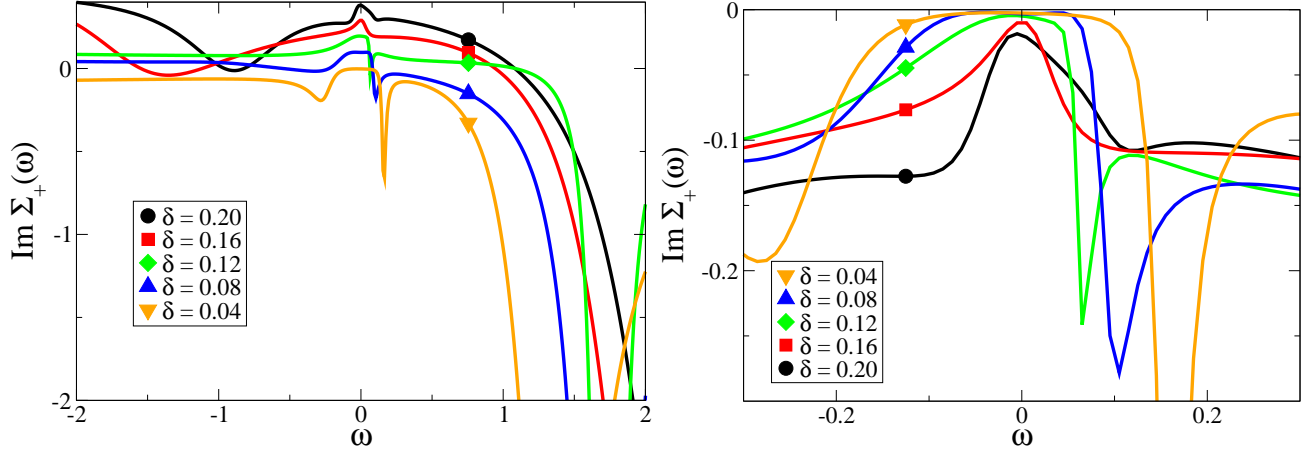 0
-1
-2
Im Σ+(ω)
-2
-1
0
1
2
ω
δ = 0.20
δ = 0.16
δ = 0.12
δ = 0.08
δ = 0.04
0
-0.1
-0.2
Im Σ+(ω)
-0.2
0
0.2
ω
δ = 0.04
δ = 0.08
δ = 0.12
δ = 0.16
δ = 0.20